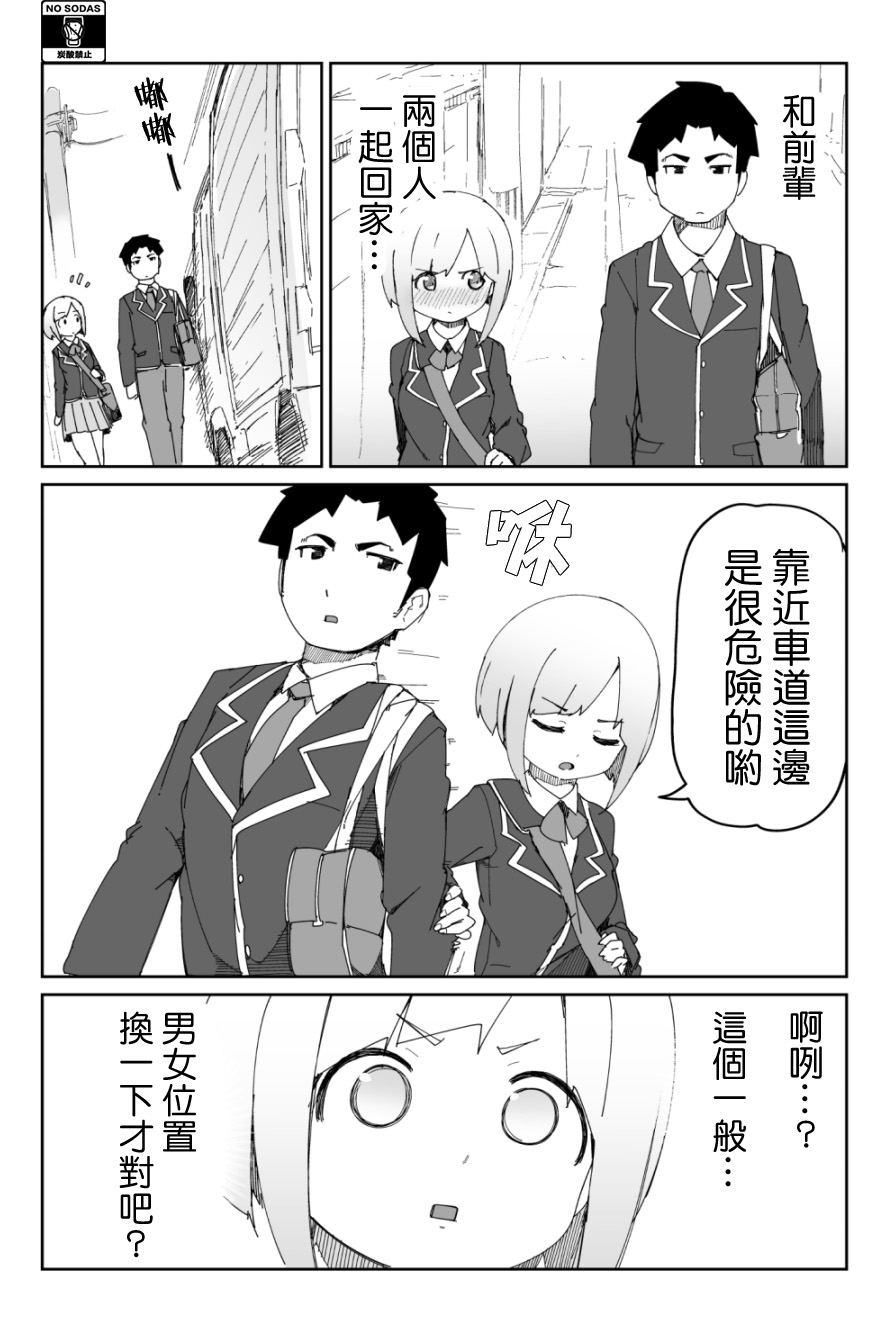 NO SODAS
炭酸禁止
和前輩
兩個人
一起回家…
嘟
嘟
咻
靠近車道這邊
是很危險的喲
啊咧…？
這個一般…
男女位置
換一下才對吧？